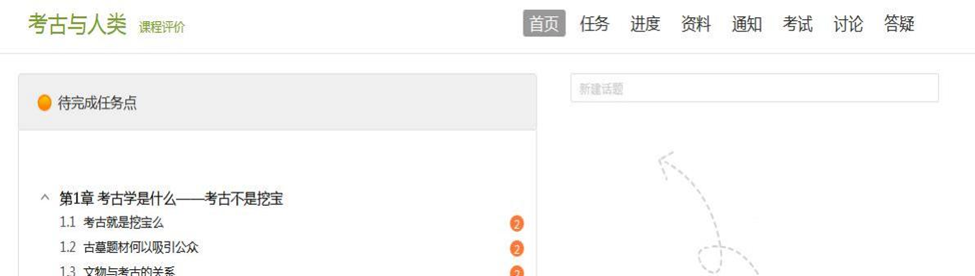 考古与人类 课程评价 首页 任务 进度 资料 通知 考试 讨论 答疑
待完成任务点
新建话题
第1章 考古学是什么——考古不是挖宝
1.1 考古就是挖宝么 2
1.2 古墓题材何以吸引公众 2
1.3 文物与考古的关系 2